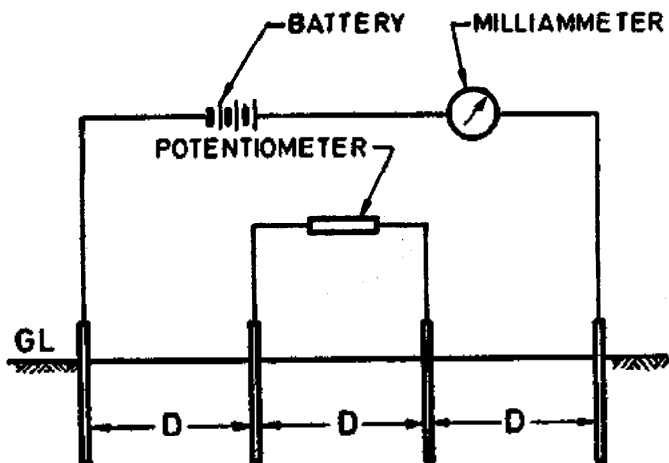 BATTERY
MILLIAMMETER
POTENTIOMETER
GL
D D D